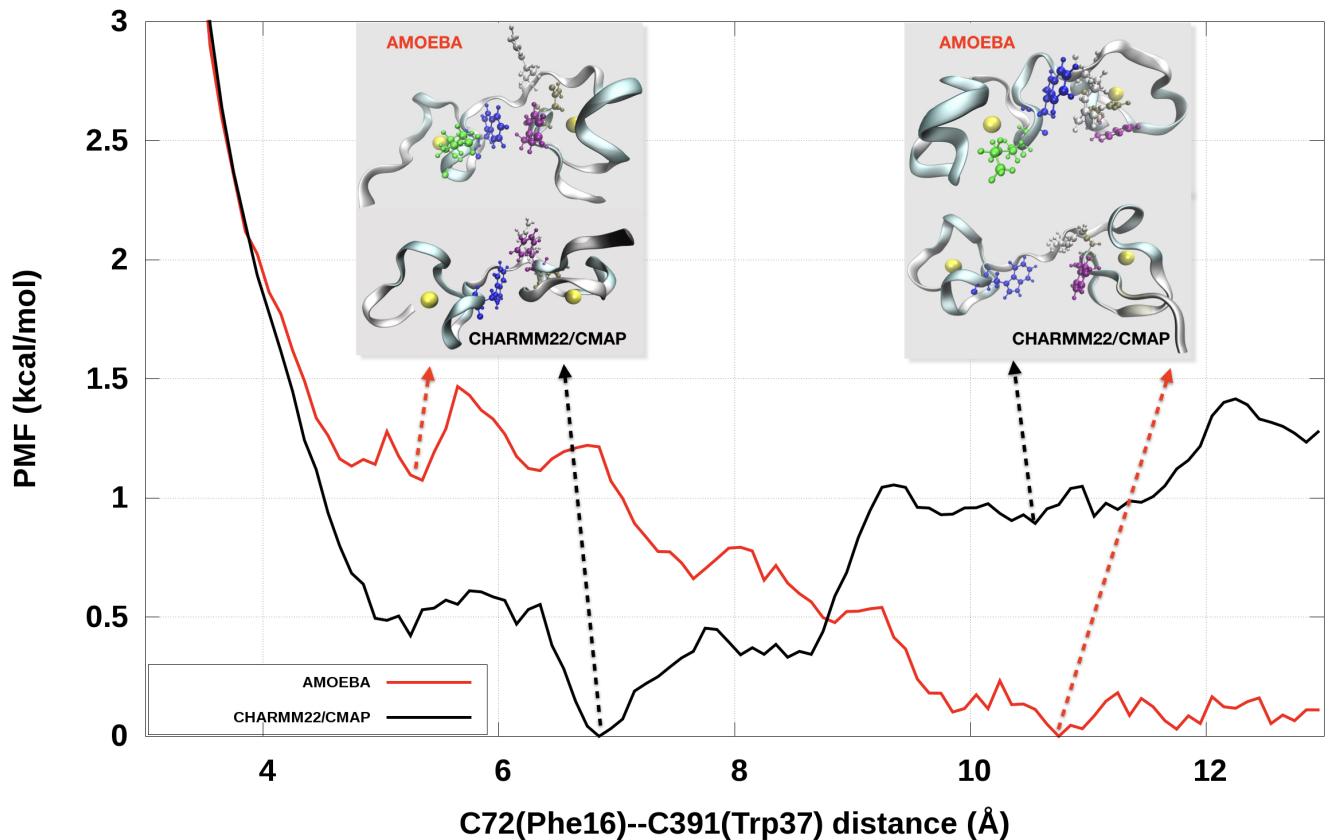 3
2.5
2
1.5
1
0.5
0
PMF (kcal/mol)
AMOEBA
CHARMM22/CMAP
AMOEBA
CHARMM22/CMAP
AMOEBA
CHARMM22/CMAP
4 6 8 10 12
C72(Phe16)--C391(Trp37) distance (Å)